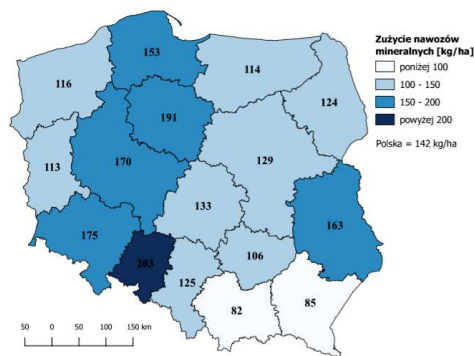 Zużycie nawozów
mineralnych [kg/ha]
poniżej 100
100 - 150
150 - 200
powyżej 200
Polska = 142 kg/ha
153
116
114
124
191
113
170
129
133
163
175
203
106
125
82
85
50 0 50 100 150 km